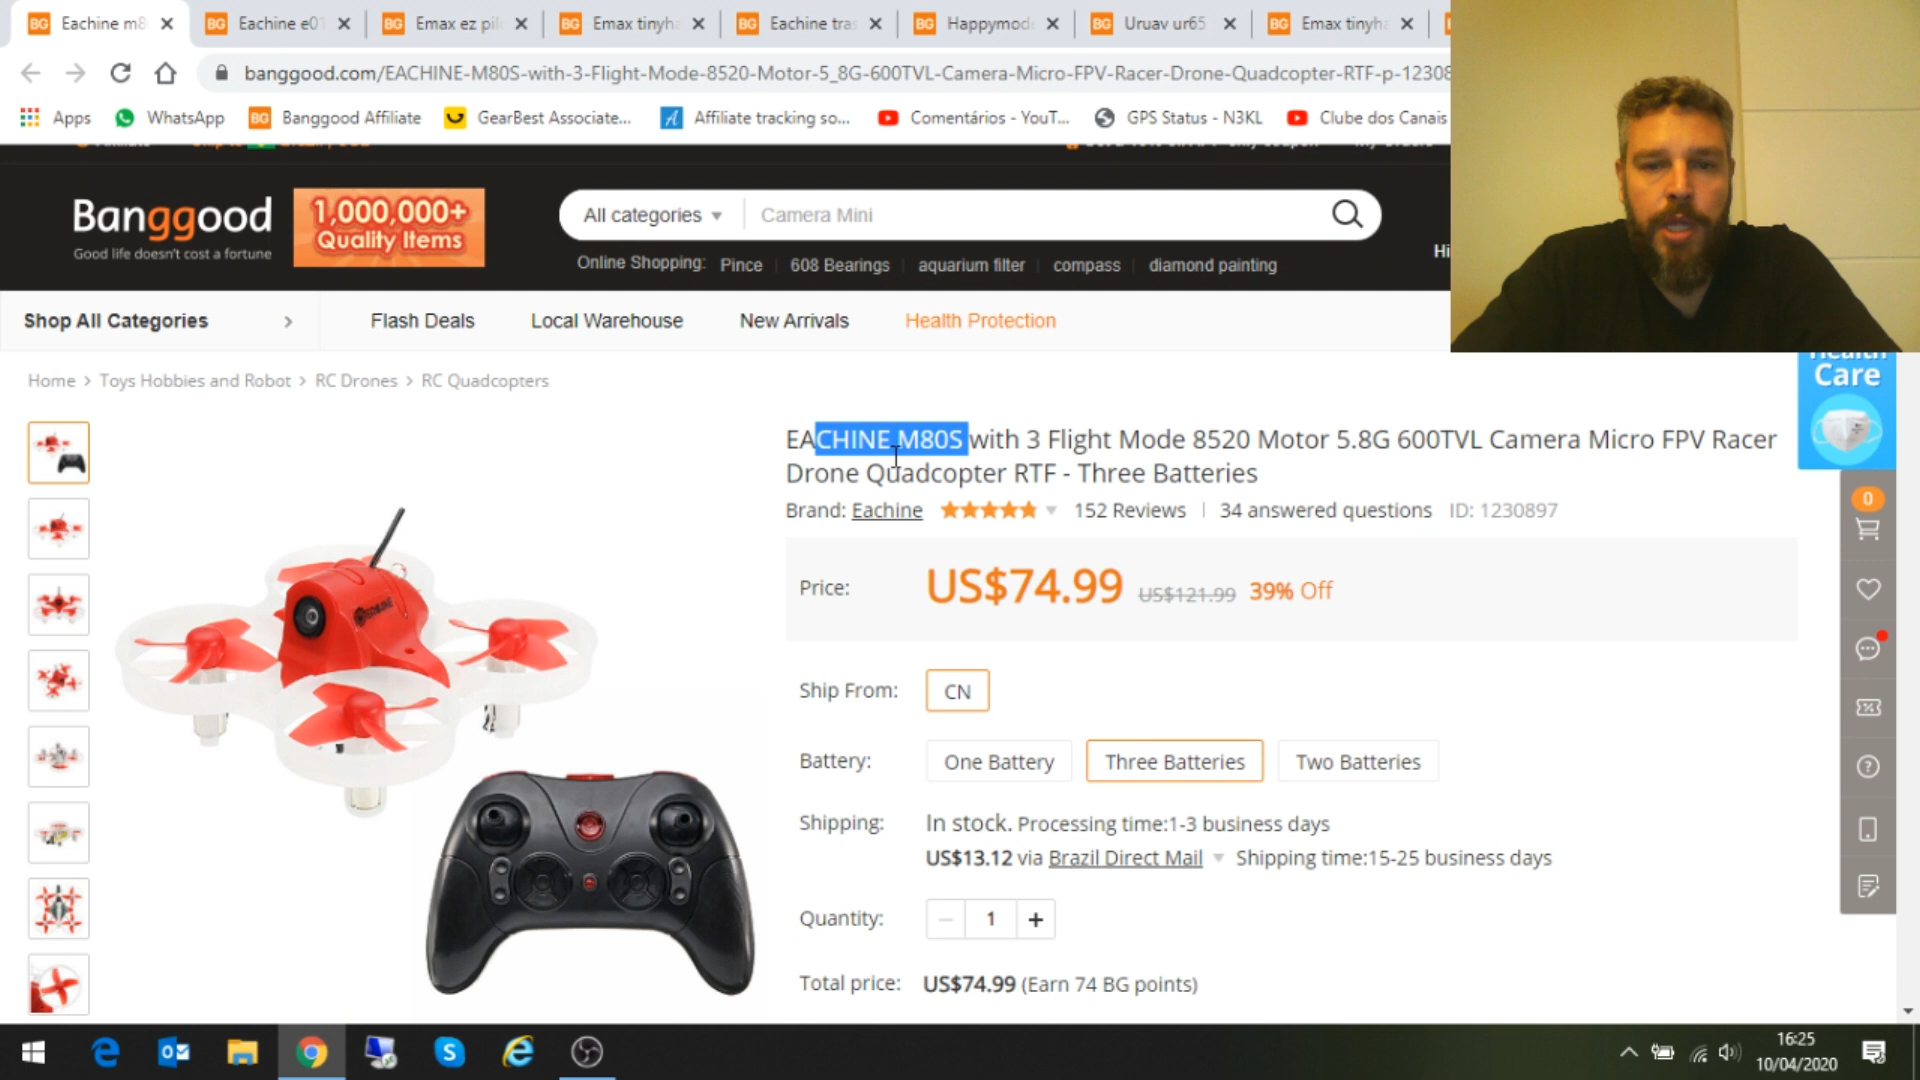 Eachine m8
Eachine e01
Emax ez pil
Emax tinyha
Eachine tras
Happymod
Uruav ur65
Emax tinyha
banggood.com/EACHINE-M80S-with-3-Flight-Mode-8520-Motor-5_8G-600TVL-Camera-Micro-FPV-Racer-Drone-Quadcopter-RTF-p-12308
Apps
WhatsApp
BG Banggood Affiliate
GearBest Associate...
Affiliate tracking so...
Comentários - YouT...
GPS Status - N3KL
Clube dos Canais
Banggood
Good life doesn't cost a fortune
1,000,000+
Quality Items
All categories
Camera Mini
Online Shopping: Pince 608 Bearings aquarium filter compass diamond painting
Hi
Shop All Categories
Flash Deals
Local Warehouse
New Arrivals
Health Protection
Health
Care
Home > Toys Hobbies and Robot > RC Drones > RC Quadcopters
EACHINE M80S with 3 Flight Mode 8520 Motor 5.8G 600TVL Camera Micro FPV Racer
Drone Quadcopter RTF - Three Batteries
Brand: Eachine 152 Reviews 34 answered questions ID: 1230897
Price: US$74.99 US$121.99 39% Off
Ship From: CN
Battery: One Battery Three Batteries Two Batteries
Shipping: In stock. Processing time:1-3 business days
US$13.12 via Brazil Direct Mail Shipping time:15-25 business days
Quantity: 1
Total price: US$74.99 (Earn 74 BG points)
0
16:25
10/04/2020